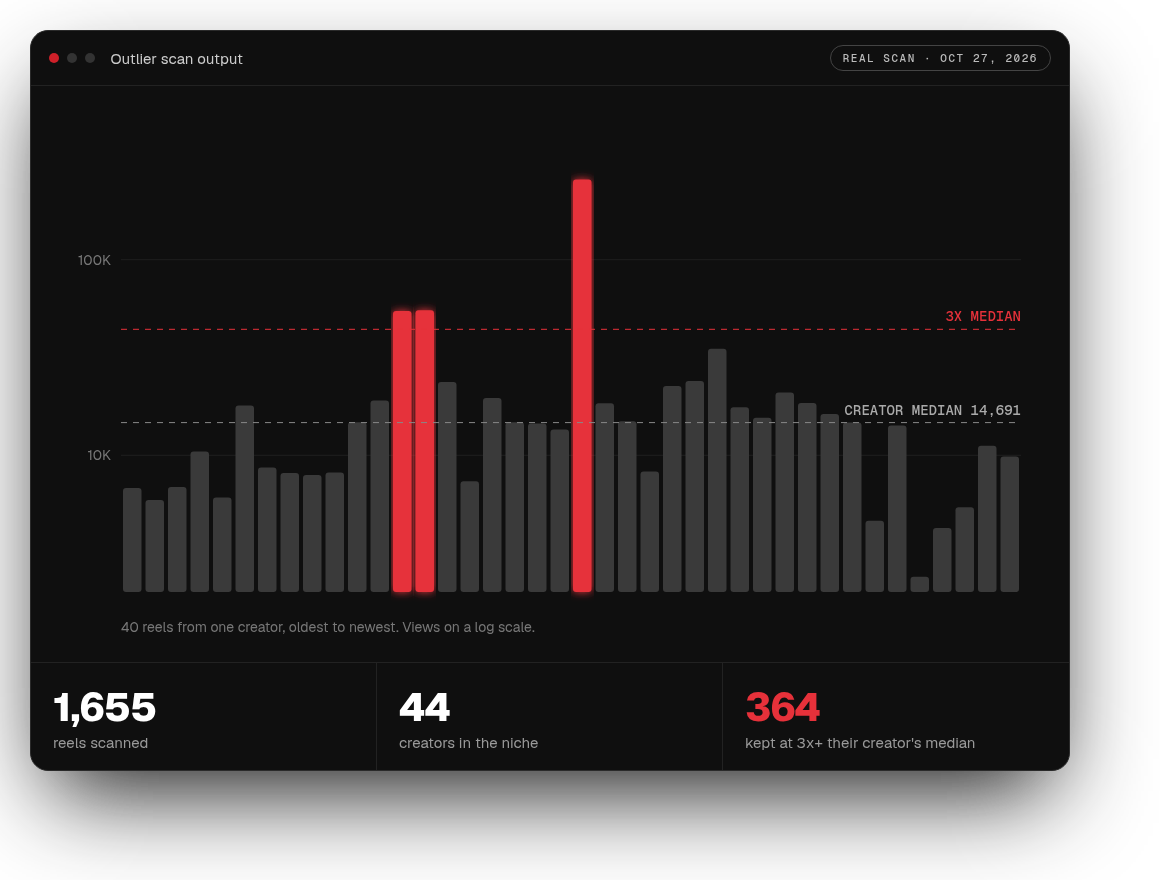 Outlier scan output
REAL SCAN · OCT 27, 2026
100K
3X MEDIAN
CREATOR MEDIAN 14,691
10K
40 reels from one creator, oldest to newest. Views on a log scale.
1,655
reels scanned
44
creators in the niche
364
kept at 3x+ their creator's median